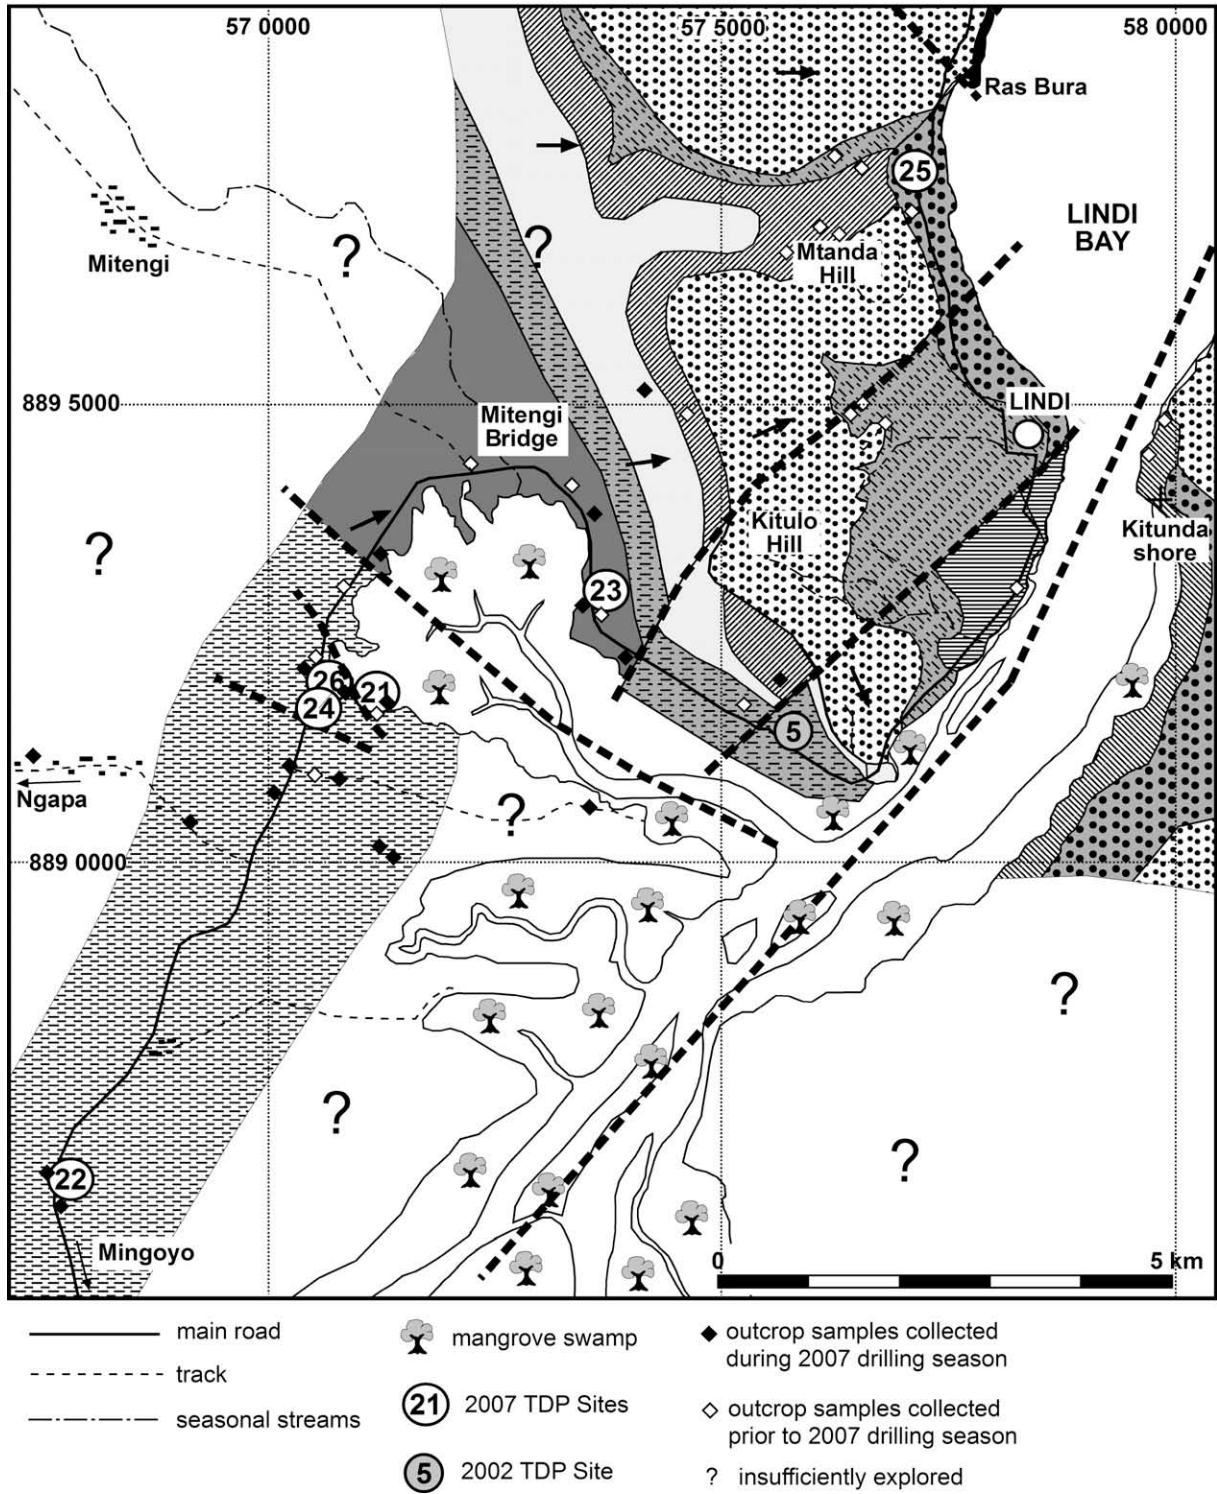 57 0000
57 5000
58 0000
Ras Bura
25
LINDI
BAY
?
?
Mitengi
Mtanda
Hill
889 5000
Mitengi
Bridge
LINDI
?
Kitulo
Hill
Kitunda
shore
23
26
21
24
5
Ngapa
?
889 0000
?
?
?
22
Mingoyo
0
5 km
main road
track
seasonal streams
mangrove swamp
21 2007 TDP Sites
5 2002 TDP Site
outcrop samples collected
during 2007 drilling season
outcrop samples collected
prior to 2007 drilling season
? insufficiently explored